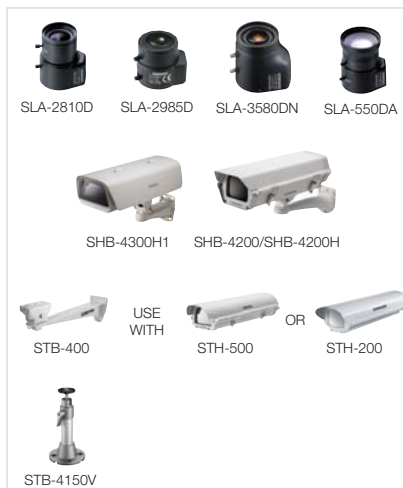 SLA-2810D SLA-2985D SLA-3580DN SLA-550DA
SHB-4300H1 SHB-4200/SHB-4200H
USE
WITH
OR
STB-400 STH-500 STH-200
STB-4150V